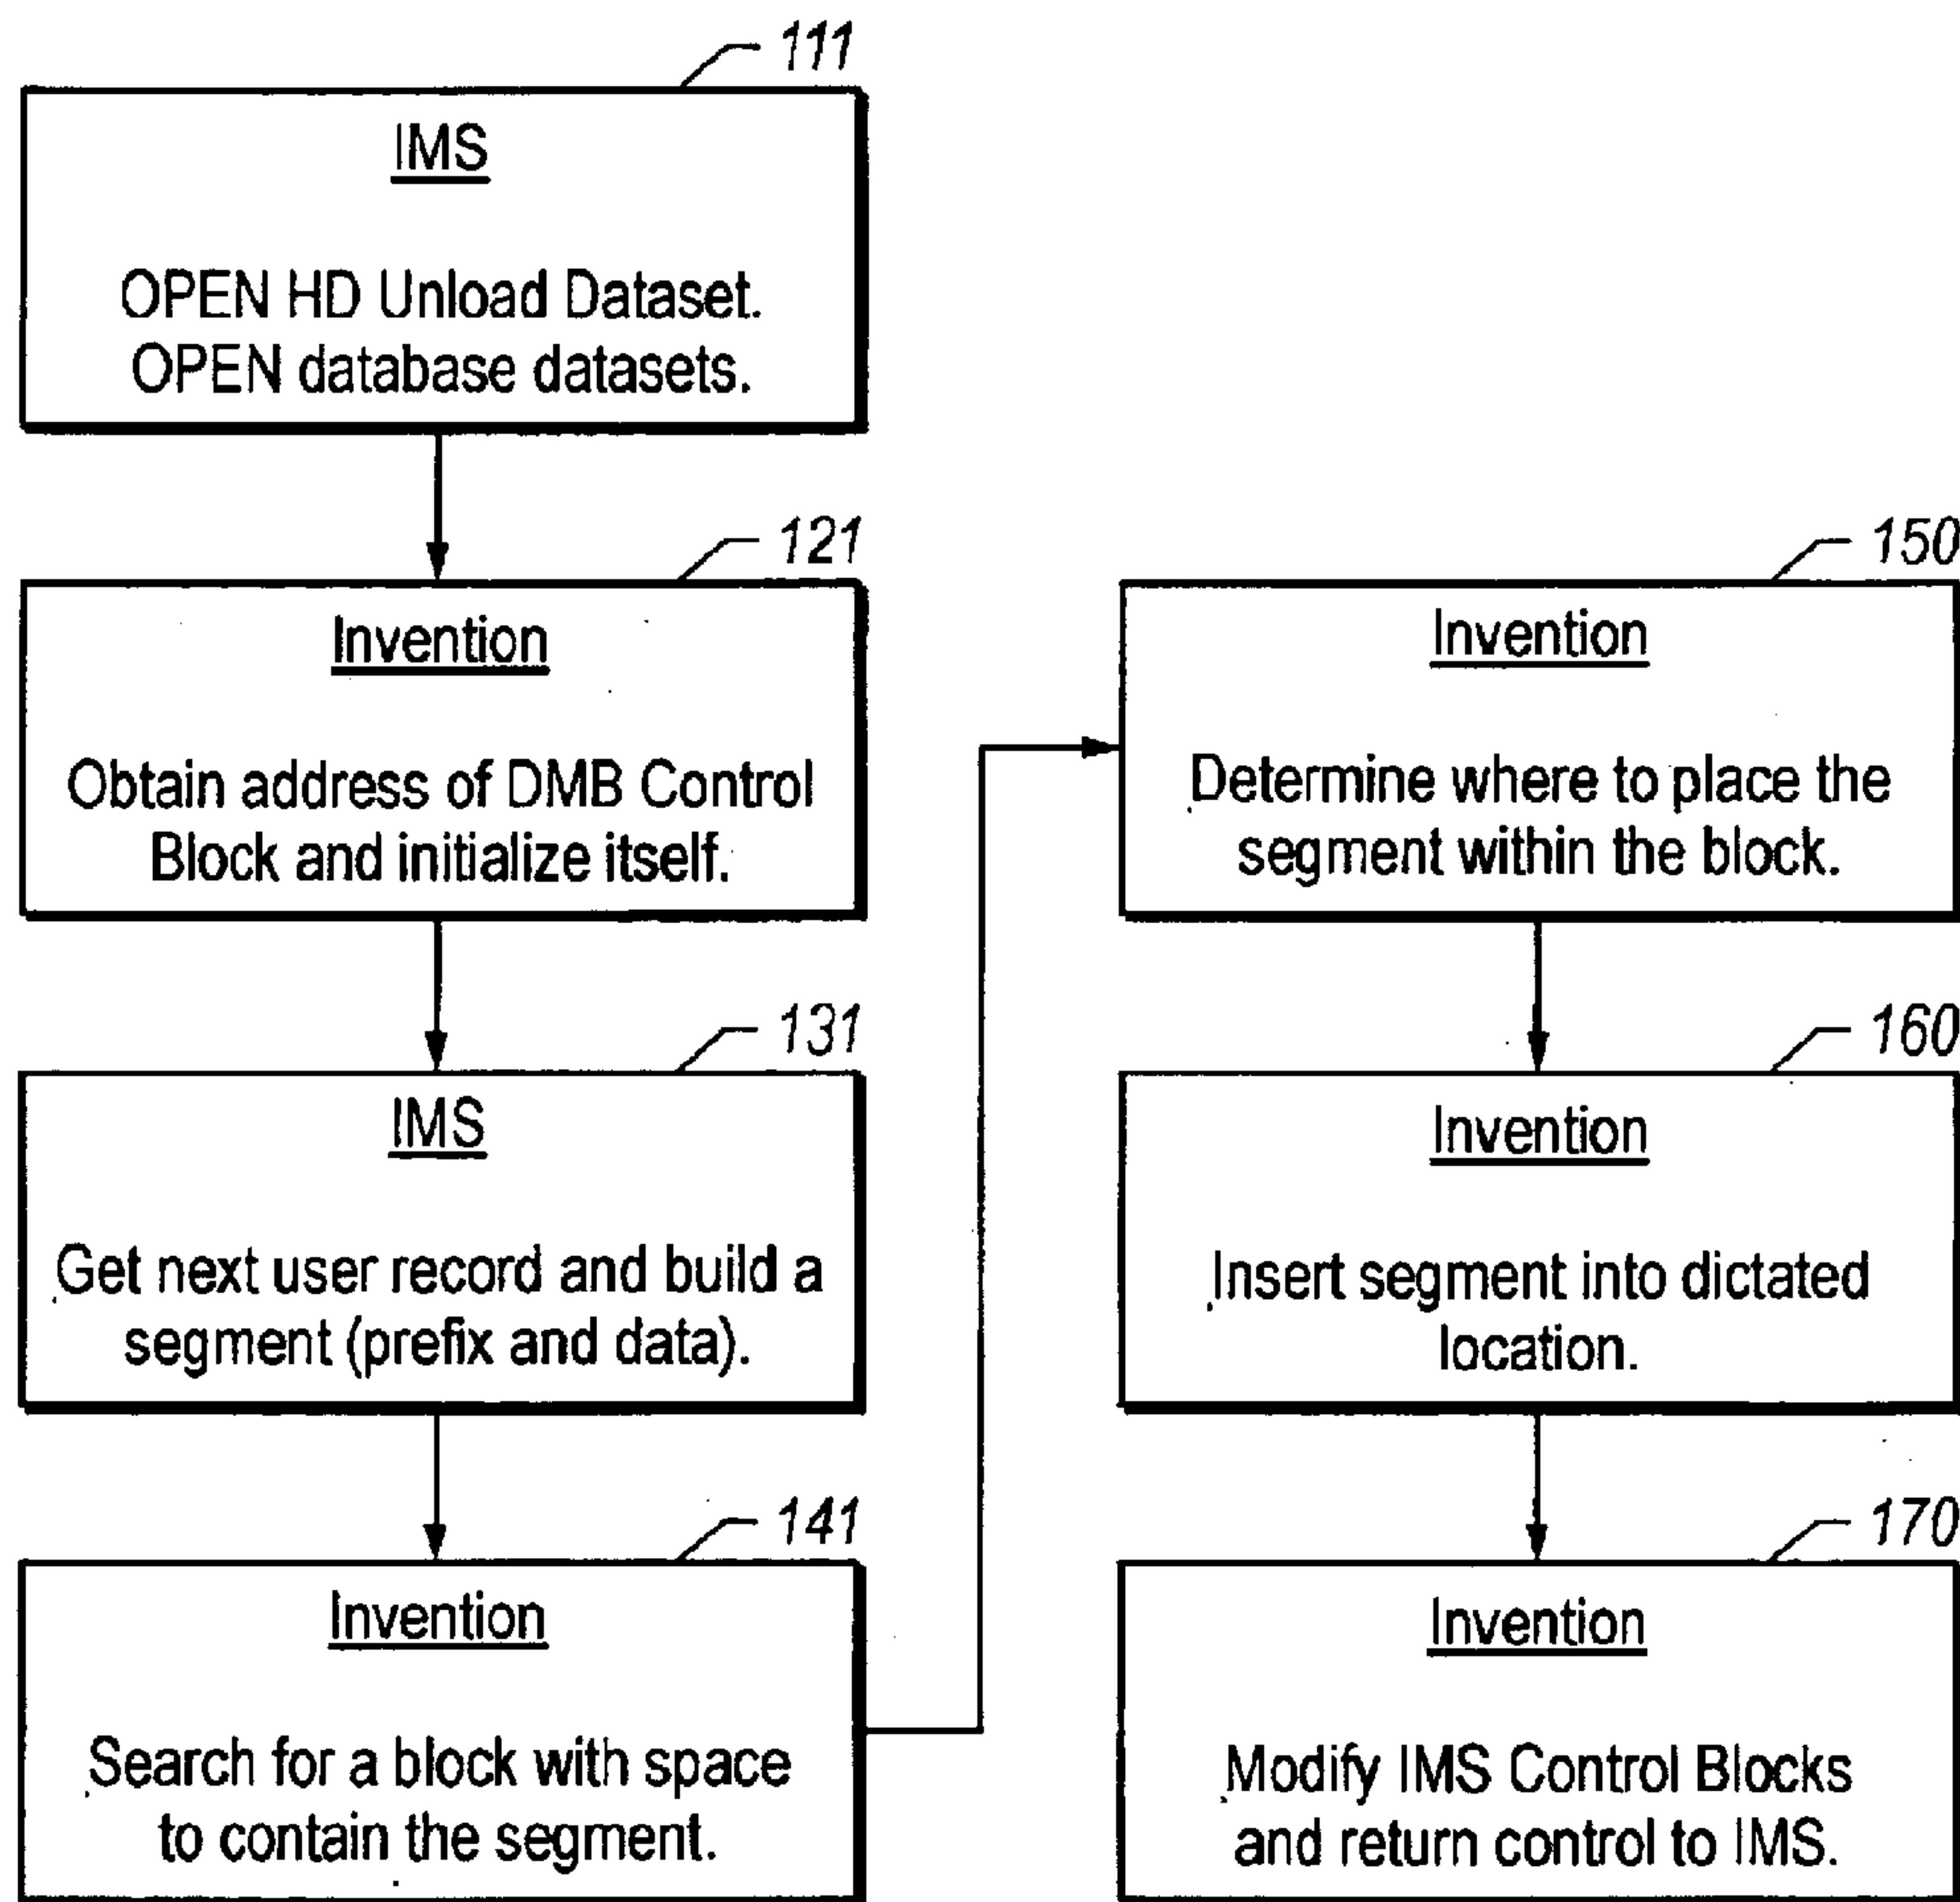 111
IMS
OPEN HD Unload Dataset.
OPEN database datasets.
121
Invention
Obtain address of DMB Control
Block and initialize itself.
131
IMS
Get next user record and build a
segment (prefix and data).
141
Invention
Search for a block with space
to contain the segment.
150
Invention
Determine where to place the
segment within the block.
160
Invention
Insert segment into dictated
location.
170
Invention
Modify IMS Control Blocks
and return control to IMS.